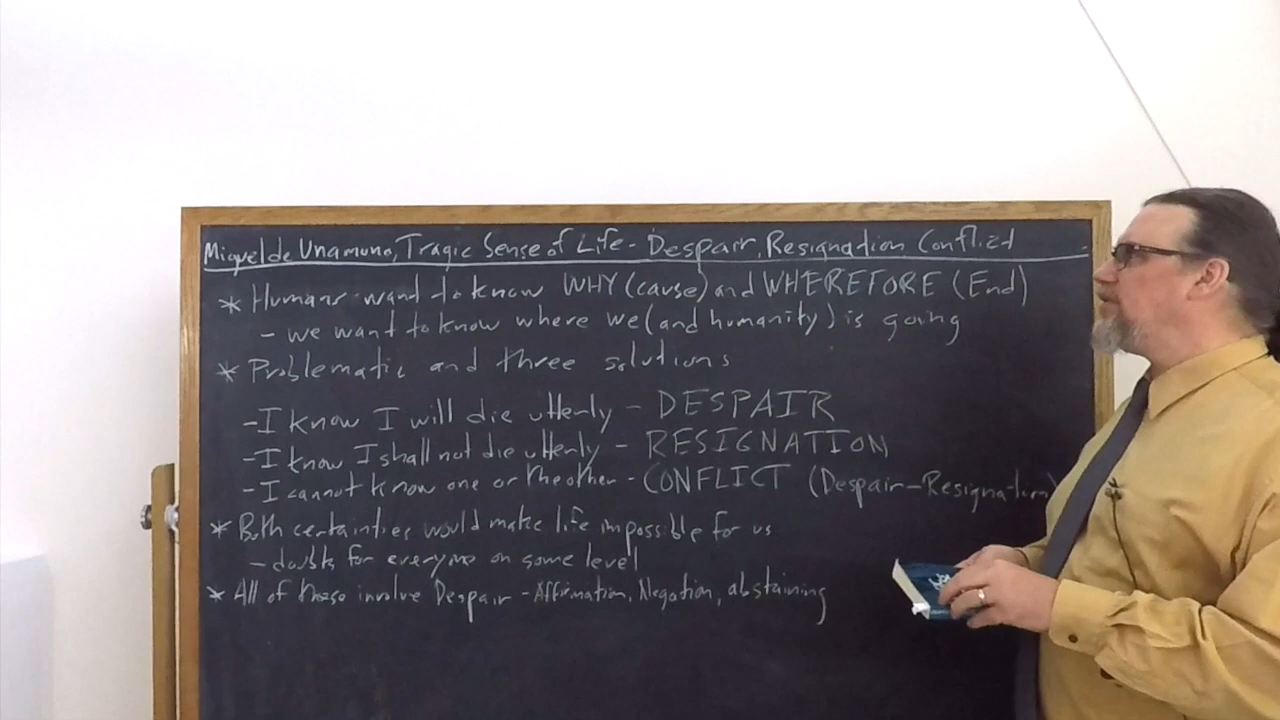 Miguel de Unamuno, Tragic Sense of Life - Despair, Resignation Conflict
* Humans want to know WHY (cause) and WHEREFORE (End)
- we want to know where we (and humanity) is going
* Problematic and three solutions
- I know I will die utterly - DESPAIR
- I know I shall not die utterly - RESIGNATION
- I cannot know one or the other - CONFLICT (Despair-Resignation)
* Both certainties would make life impossible for us
- doubts for everyone on some level
* All of these involve Despair - Affirmation, Negation, abstaining